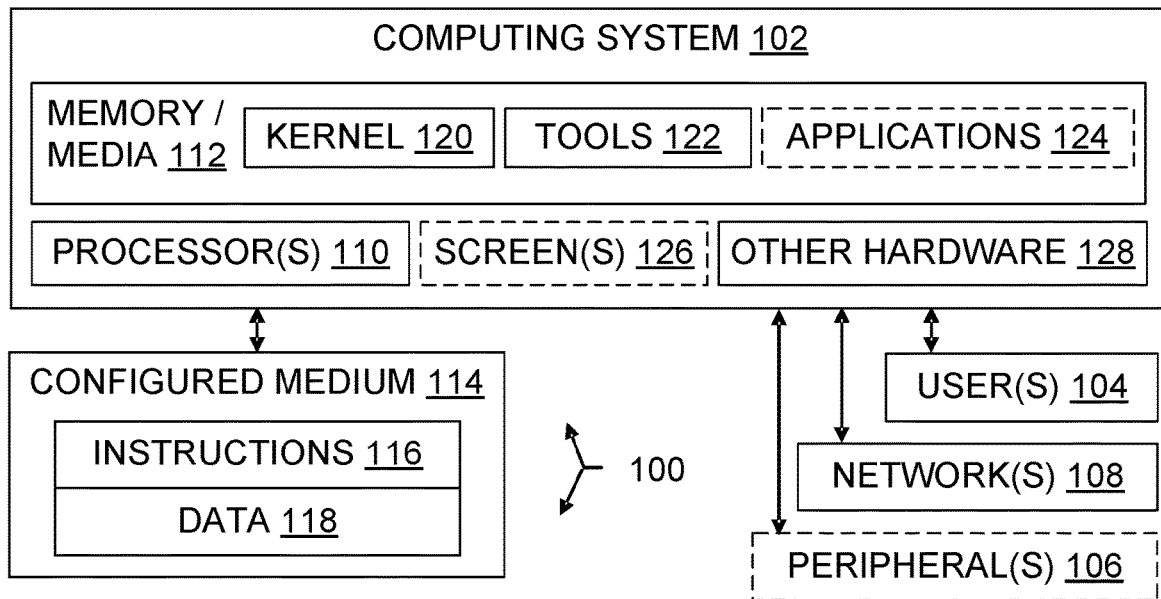 COMPUTING SYSTEM 102
MEMORY /
MEDIA 112
KERNEL 120
TOOLS 122
APPLICATIONS 124
PROCESSOR(S) 110
SCREEN(S) 126
OTHER HARDWARE 128
CONFIGURED MEDIUM 114
INSTRUCTIONS 116
DATA 118
100
USER(S) 104
NETWORK(S) 108
PERIPHERAL(S) 106